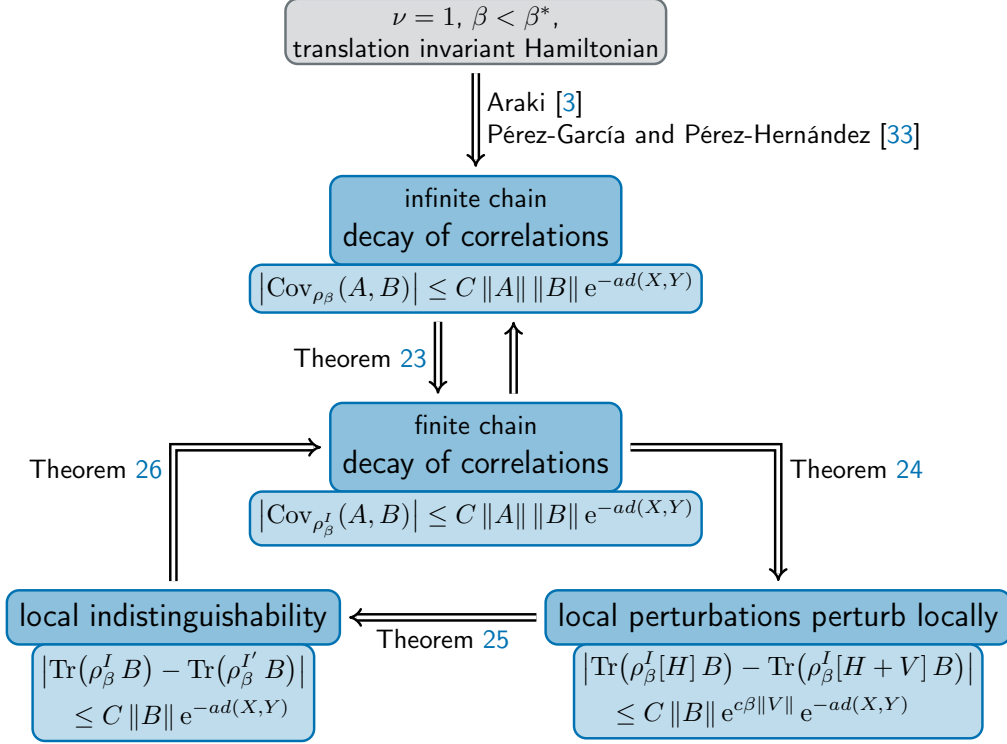 ν = 1, β < β*,
translation invariant Hamiltonian
Araki [3]
Pérez-García and Pérez-Hernández [33]
infinite chain
decay of correlations
|Cov_{ρ_β}(A, B)| ≤ C ‖A‖ ‖B‖ e^{−ad(X,Y)}
Theorem 23
finite chain
decay of correlations
|Cov_{ρ_β^I}(A, B)| ≤ C ‖A‖ ‖B‖ e^{−ad(X,Y)}
Theorem 26
Theorem 24
local indistinguishability
|Tr(ρ_β^I B) − Tr(ρ_β^{I′} B)|
≤ C ‖B‖ e^{−ad(X,Y)}
Theorem 25
local perturbations perturb locally
|Tr(ρ_β^I[H] B) − Tr(ρ_β^I[H + V] B)|
≤ C ‖B‖ e^{cβ‖V‖} e^{−ad(X,Y)}